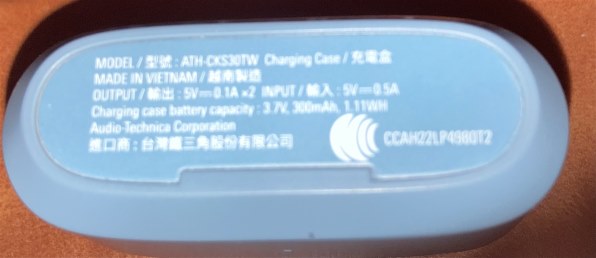 MODEL / 型號 : ATH-CKS30TW Charging Case / 充電盒
MADE IN VIETNAM / 越南製造
OUTPUT / 輸出 : 5V⎓0.1A ×2 INPUT / 輸入 : 5V⎓0.5A
Charging case battery capacity : 3.7V, 300mAh, 1.11WH
Audio-Technica Corporation
進口商 : 台灣鐵三角股份有限公司
CCAH22LP4980T2